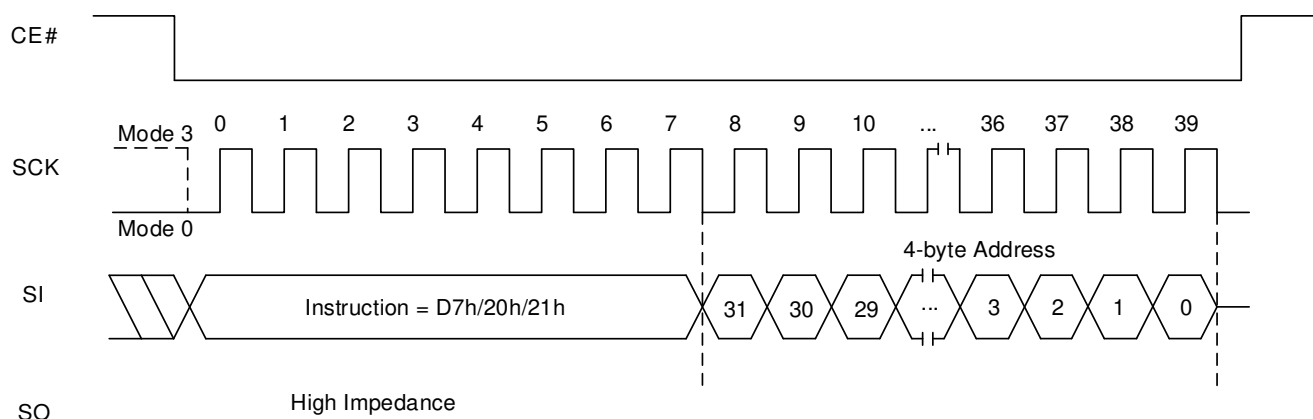 CE#
0 1 2 3 4 5 6 7 8 9 10 ... 36 37 38 39
Mode 3
SCK
Mode 0
4-byte Address
SI
Instruction = D7h/20h/21h 31 30 29 ... 3 2 1 0
High Impedance
SO